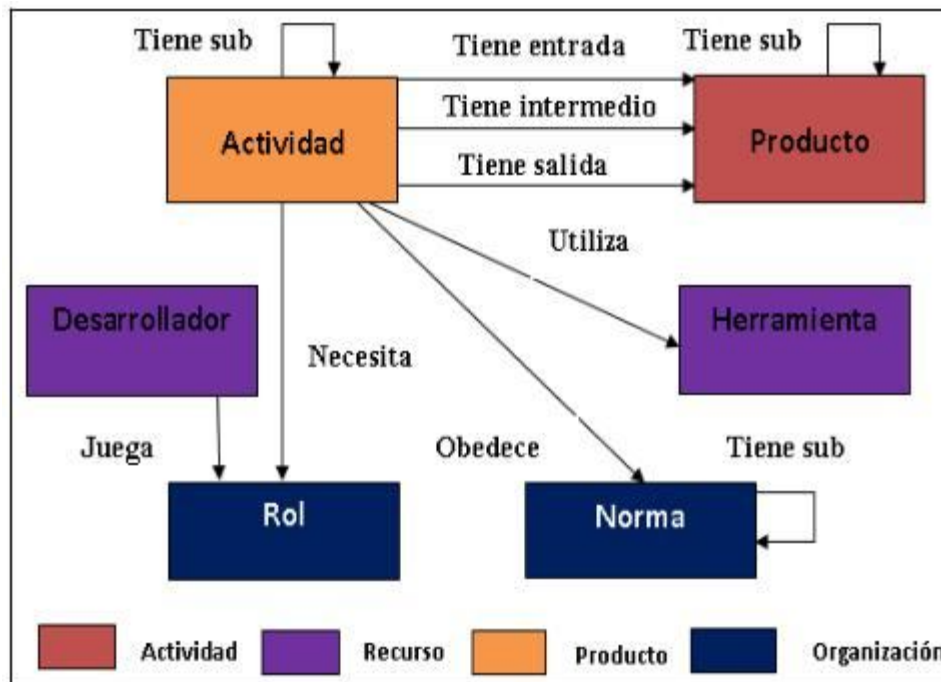 Tiene sub
Tiene entrada
Tiene sub
Actividad
Tiene intermedio
Producto
Tiene salida
Utiliza
Desarrollador
Herramienta
Necesita
Juega
Obedece
Tiene sub
Rol
Norma
Actividad
Recurso
Producto
Organización